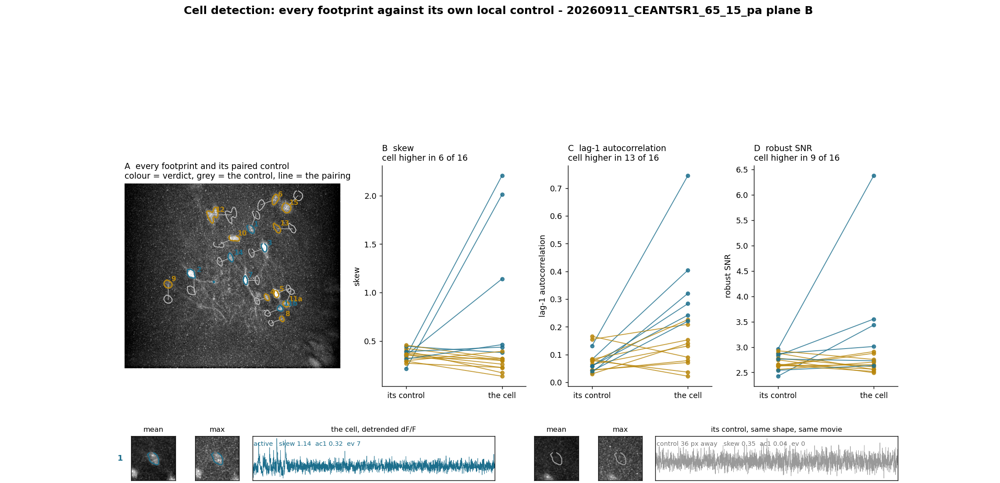 Cell detection: every footprint against its own local control - 20260911_CEANTSR1_65_15_pa plane B
A  every footprint and its paired control
colour = verdict, grey = the control, line = the pairing
6
15
12
1
13
10
3
14
2
7
9
4
5
11a
8
B  skew
cell higher in 6 of 16
skew
2.0
1.5
1.0
0.5
its control
the cell
C  lag-1 autocorrelation
cell higher in 13 of 16
lag-1 autocorrelation
0.7
0.6
0.5
0.4
0.3
0.2
0.1
0.0
its control
the cell
D  robust SNR
cell higher in 9 of 16
robust SNR
6.5
6.0
5.5
5.0
4.5
4.0
3.5
3.0
2.5
its control
the cell
mean
max
the cell, detrended dF/F
mean
max
its control, same shape, same movie
1
active   skew 1.14  ac1 0.32  ev 7
control 36 px away   skew 0.35  ac1 0.04  ev 0